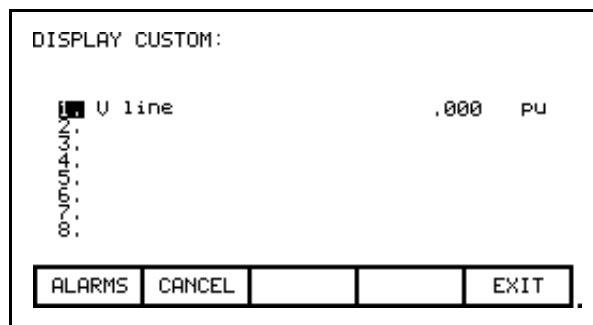 DISPLAY CUSTOM:
1. V line .000 pu
2.
3.
4.
5.
6.
7.
8.
ALARMS CANCEL EXIT